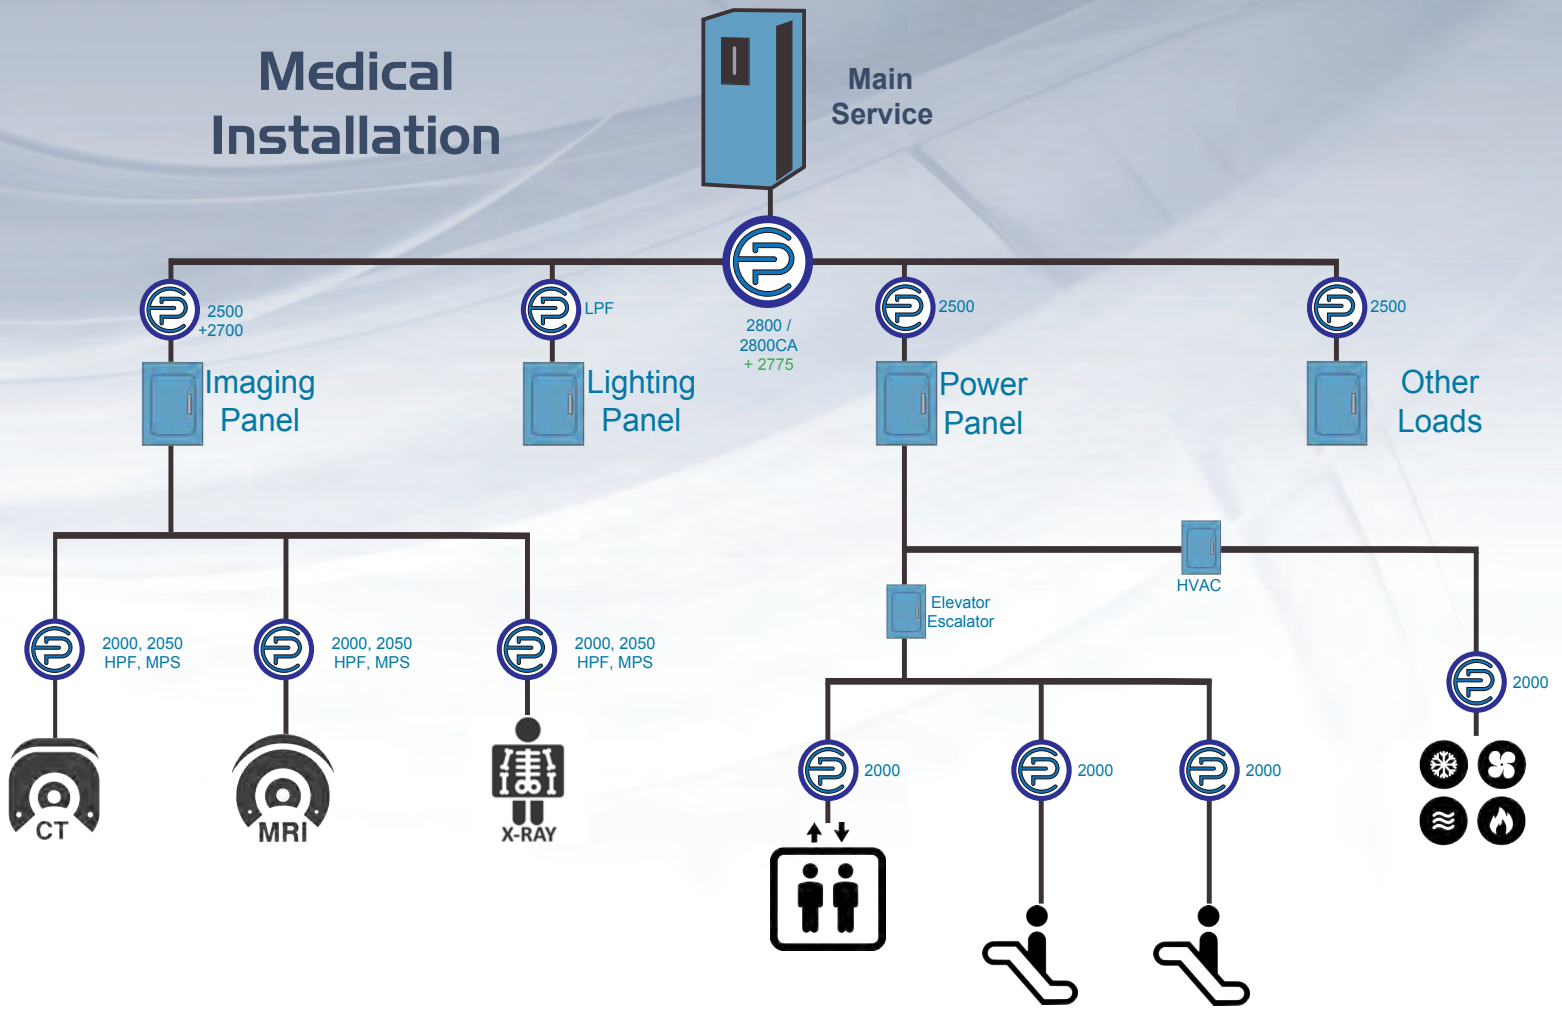 Medical
Installation
Main
Service
2500
+2700
LPF
2800 /
2800CA
+ 2775
2500
2500
Imaging
Panel
Lighting
Panel
Power
Panel
Other
Loads
HVAC
Elevator
Escalator
2000, 2050
HPF, MPS
2000, 2050
HPF, MPS
2000, 2050
HPF, MPS
2000
2000
2000
2000
CT
MRI
X-RAY